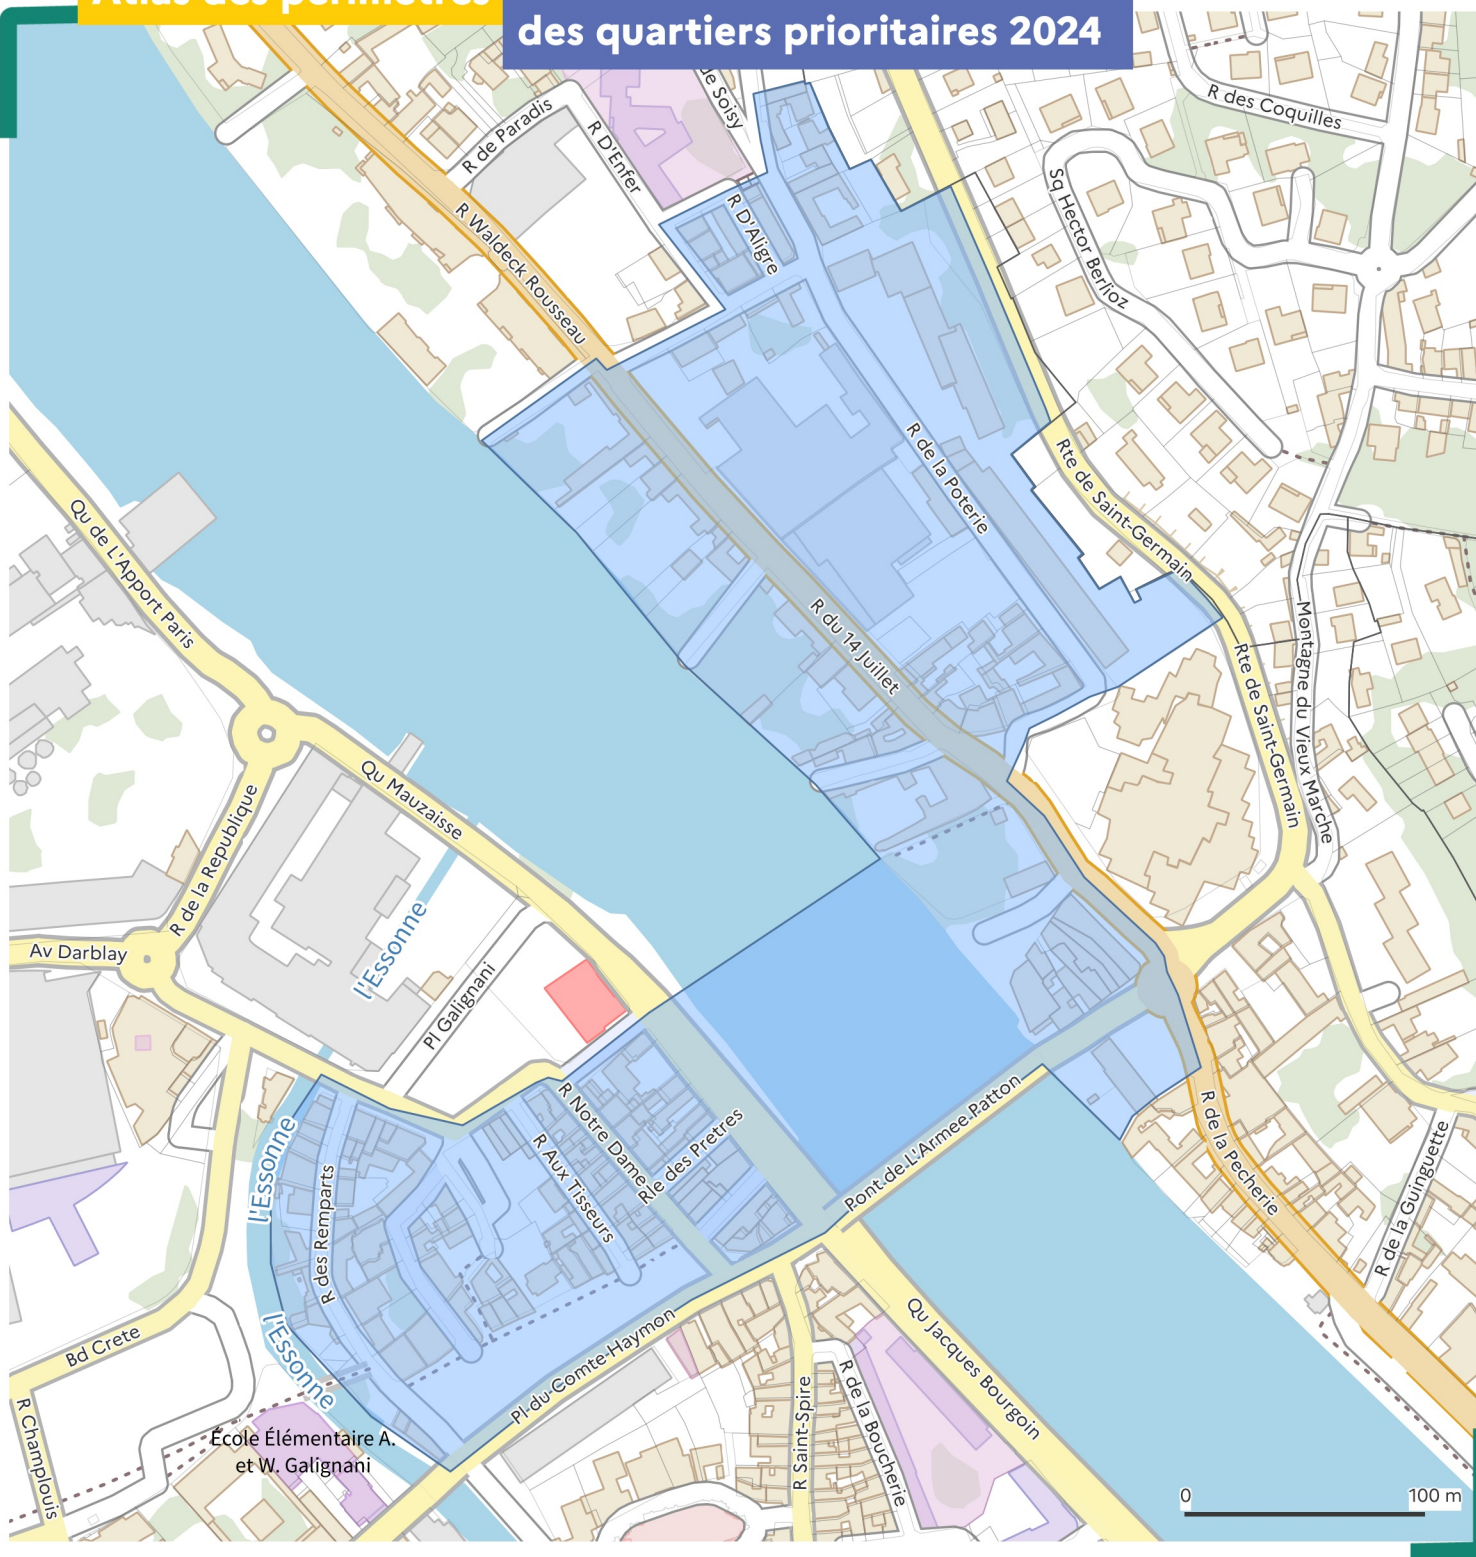 Atlas des périmètres
des quartiers prioritaires 2024
R de Paradis
R D'Enfer
ue Soisy
R des Coquilles
Sq Hector Berlioz
R D'Aligre
R Waldeck Rousseau
R de la Poterie
Rte de Saint-Germain
Qu de L'Apport Paris
R du 14 Juillet
Rte de Saint-Germain
Montagne du Vieux Marche
Qu Mauzaisse
R de la Republique
Av Darblay
l'Essonne
Pl Galignani
R Notre Dame
R Aux Tisseurs
Rle des Pretres
Pont de L'Armee Patton
R de la Pecherie
R de la Guinguette
l'Essonne
R des Remparts
l'Essonne
Bd Crete
R Champlouis
École Élémentaire A.
et W. Galignani
Pl du Comte Haymon
R Saint-Spire
R de la Boucherie
Qu Jacques Bourgoin
0
100 m